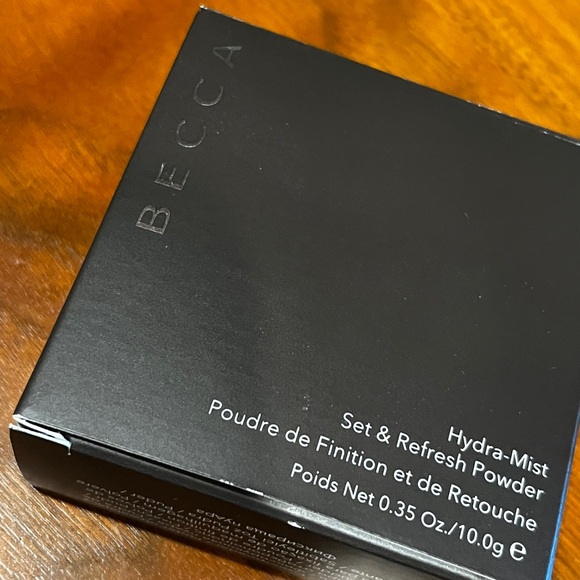 BECCA
Hydra-Mist
Set & Refresh Powder
Poudre de Finition et de Retouche
Poids Net 0.35 Oz./10.0g e